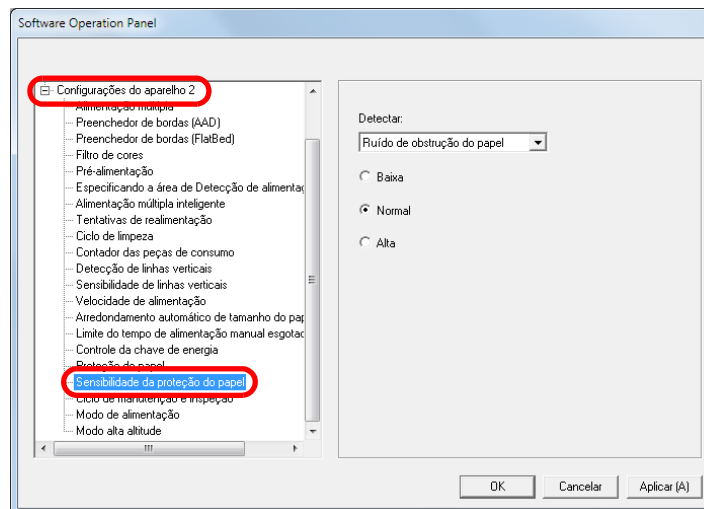 Software Operation Panel
Configurações do aparelho 2
Alimentação múltipla
Preenchedor de bordas (AAD)
Preenchedor de bordas (FlatBed)
Filtro de cores
Pré-alimentação
Especificando a área de Detecção de alimentaç
Alimentação múltipla inteligente
Tentativas de realimentação
Ciclo de limpeza
Contador das peças de consumo
Detecção de linhas verticais
Sensibilidade de linhas verticais
Velocidade de alimentação
Arredondamento automático de tamanho do pap
Limite do tempo de alimentação manual esgotac
Controle da chave de energia
Proteção do papel
Sensibilidade da proteção do papel
Ciclo de manutenção e inspeção
Modo de alimentação
Modo alta altitude
Detectar:
Ruído de obstrução do papel
Baixa
Normal
Alta
OK
Cancelar
Aplicar (A)